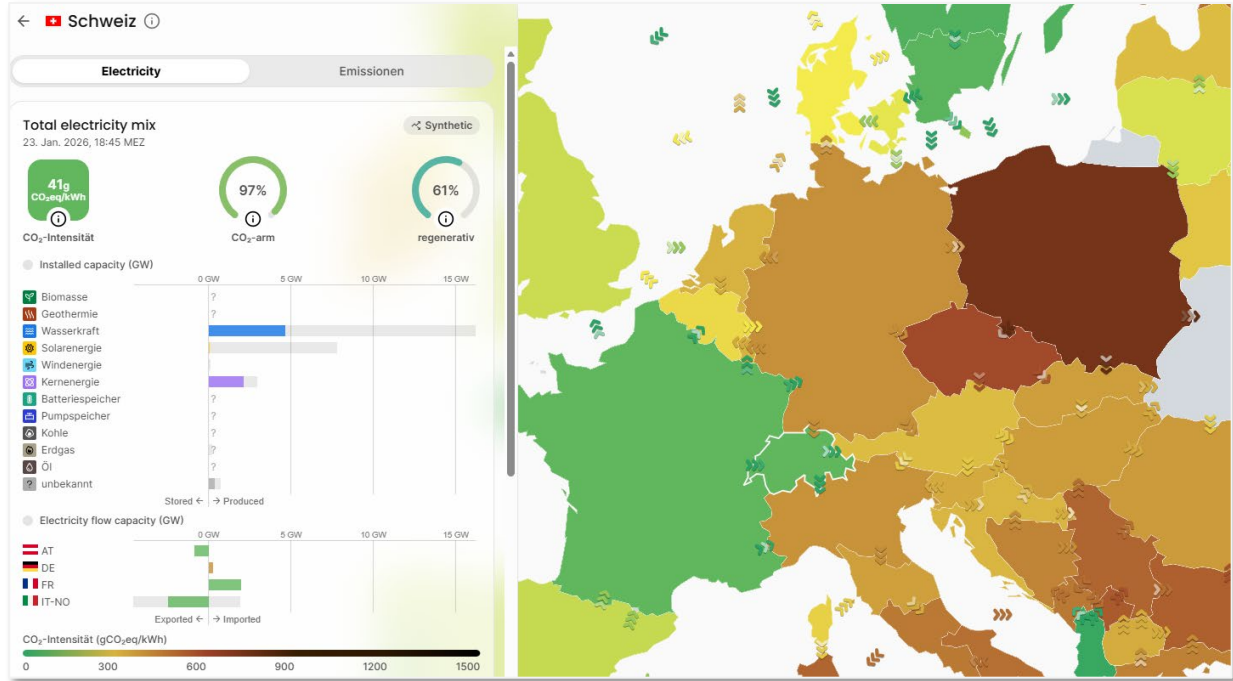 Schweiz
Electricity Emissionen
Total electricity mix
Synthetic
23. Jan. 2026, 18:45 MEZ
41g
CO₂eq/kWh
97%
61%
CO₂-Intensität
CO₂-arm
regenerativ
Installed capacity (GW)
0 GW 5 GW 10 GW 15 GW
Biomasse ?
Geothermie ?
Wasserkraft
Solarenergie
Windenergie
Kernenergie
Batteriespeicher ?
Pumpspeicher ?
Kohle ?
Erdgas ?
Öl ?
? unbekannt
Stored ← → Produced
Electricity flow capacity (GW)
0 GW 5 GW 10 GW 15 GW
AT
DE
FR
IT-NO
Exported ← → Imported
CO₂-Intensität (gCO₂eq/kWh)
0 300 600 900 1200 1500